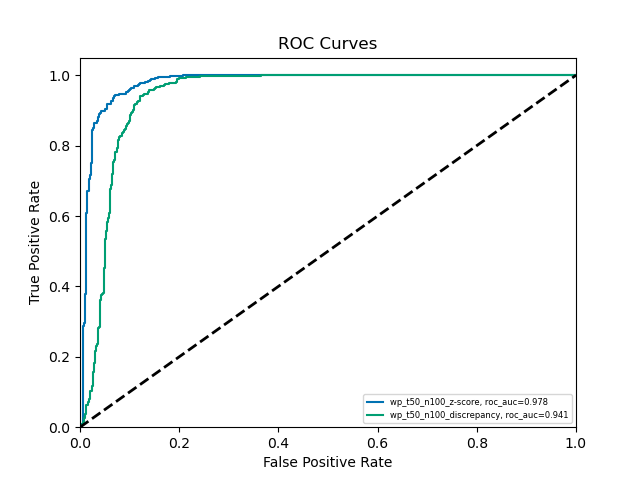 ROC Curves
True Positive Rate
1.0
0.8
0.6
0.4
0.2
0.0
0.0 0.2 0.4 0.6 0.8 1.0
False Positive Rate
wp_t50_n100_z-score, roc_auc=0.978
wp_t50_n100_discrepancy, roc_auc=0.941